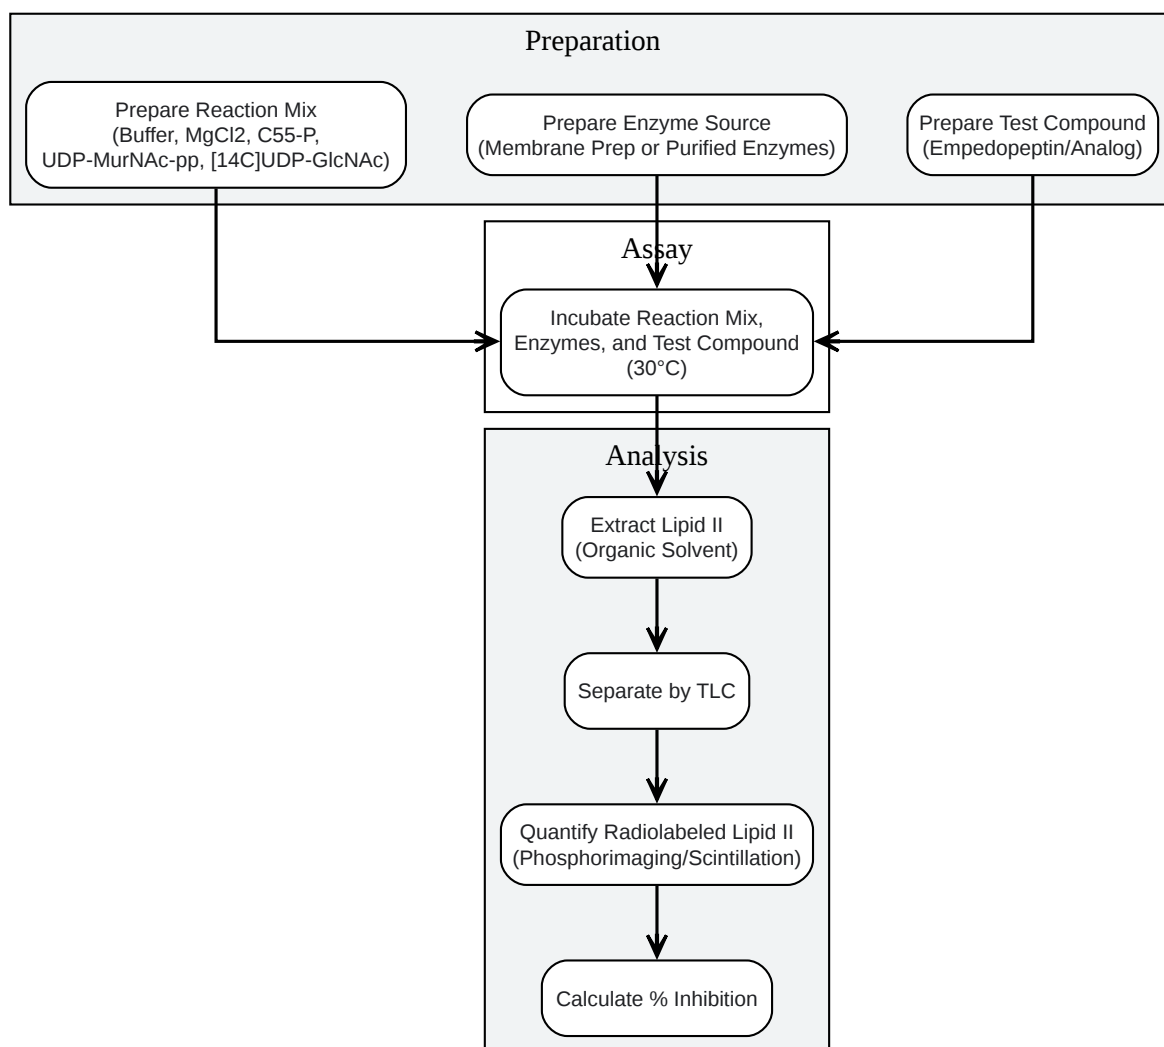 Preparation
Prepare Reaction Mix
(Buffer, MgCl2, C55-P,
UDP-MurNAc-pp, [14C]UDP-GlcNAc)
Prepare Enzyme Source
(Membrane Prep or Purified Enzymes)
Prepare Test Compound
(Empedopeptin/Analog)
Assay
Incubate Reaction Mix,
Enzymes, and Test Compound
(30°C)
Analysis
Extract Lipid II
(Organic Solvent)
Separate by TLC
Quantify Radiolabeled Lipid II
(Phosphorimaging/Scintillation)
Calculate % Inhibition